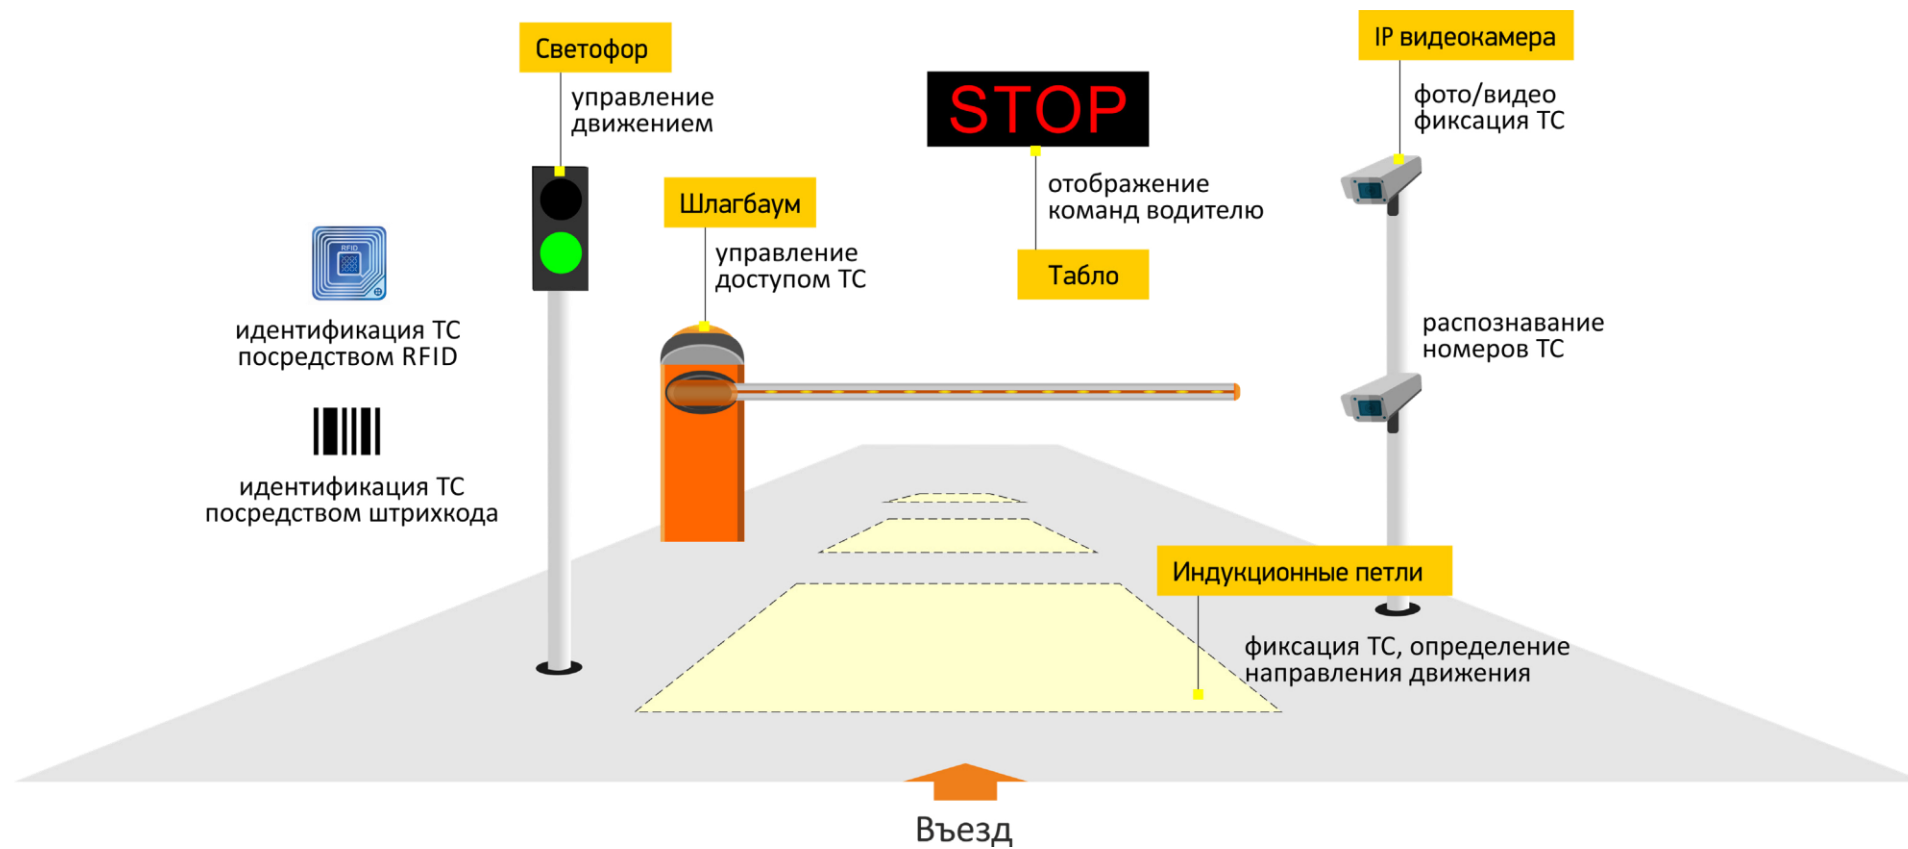 Светофор
управление
движением
IP видеокамера
фото/видео
фиксация ТС
STOP
отображение
команд водителю
Табло
Шлагбаум
управление
доступом ТС
RFID
идентификация ТС
посредством RFID
идентификация ТС
посредством штрихкода
распознавание
номеров ТС
Индукционные петли
фиксация ТС, определение
направления движения
Въезд